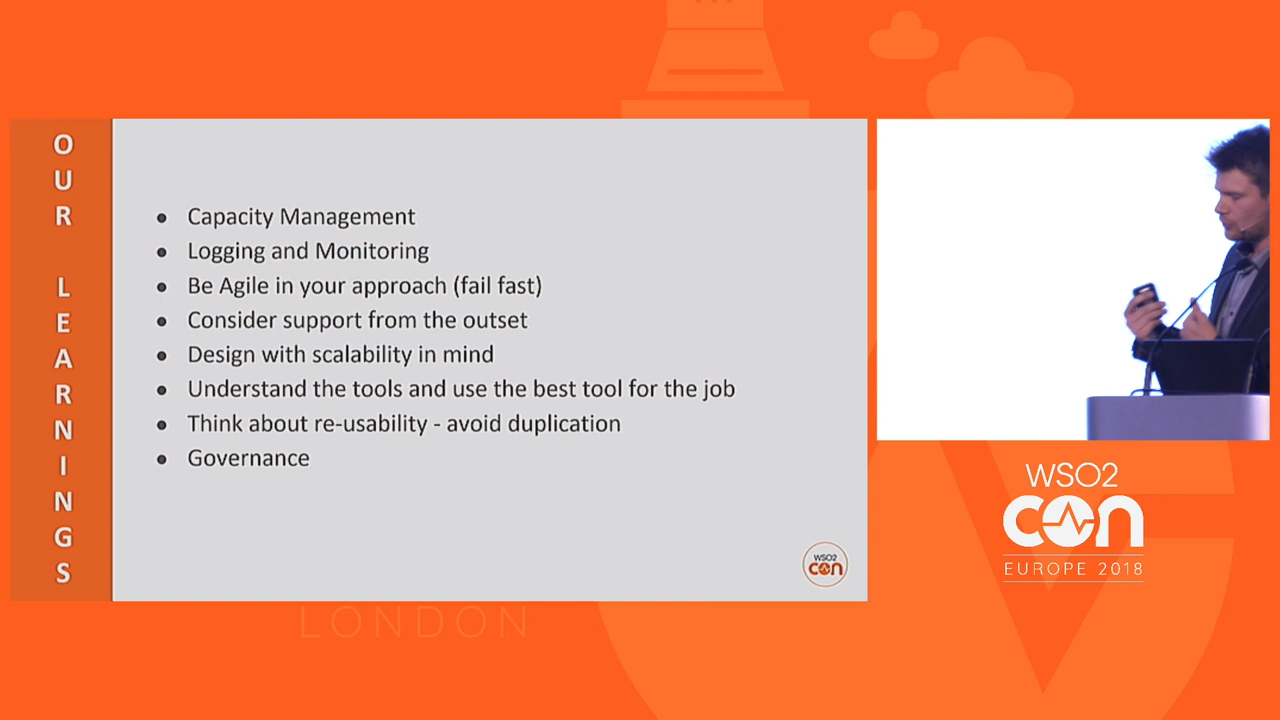 OUR LEARNINGS
Capacity Management
Logging and Monitoring
Be Agile in your approach (fail fast)
Consider support from the outset
Design with scalability in mind
Understand the tools and use the best tool for the job
Think about re-usability - avoid duplication
Governance
WSO2
con
WSO2
con
EUROPE 2018
LONDON